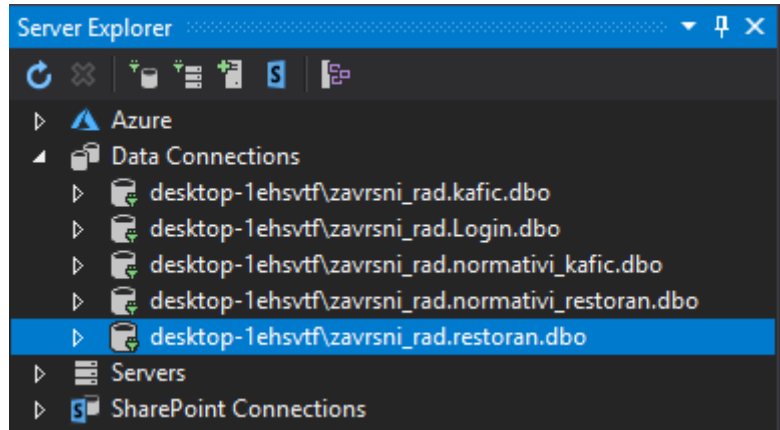 Server Explorer
Azure
Data Connections
desktop-1ehsvtf\zavrsni_rad.kafic.dbo
desktop-1ehsvtf\zavrsni_rad.Login.dbo
desktop-1ehsvtf\zavrsni_rad.normativi_kafic.dbo
desktop-1ehsvtf\zavrsni_rad.normativi_restoran.dbo
desktop-1ehsvtf\zavrsni_rad.restoran.dbo
Servers
SharePoint Connections